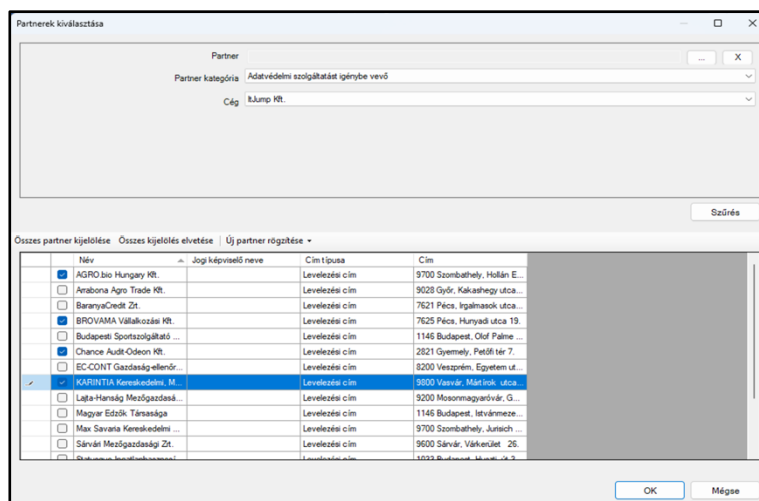 Partnerek kiválasztása
Partner ... X
Partner kategória Adatvédelmi szolgáltatást igénybe vevő
Cég ItJump Kft.
Szűrés
Összes partner kijelölése Összes kijelölés elvetése Új partner rögzítése
Név Jogi képviselő neve Cím típusa Cím
AGRO.bio Hungary Kft. Levelezési cím 9700 Szombathely, Hollán E...
Arrabona Agro Trade Kft. Levelezési cím 9028 Győr, Kakashegy utca...
BaranyaCredit Zrt. Levelezési cím 7621 Pécs, Irgalmasok utca...
BROVAMA Vállalkozási Kft. Levelezési cím 7625 Pécs, Hunyadi utca 19.
Budapesti Sportszolgáltató ... Levelezési cím 1146 Budapest, Olof Palme ...
Chance Audit-Odeon Kft. Levelezési cím 2821 Gyermely, Petőfi tér 7.
EC-CONT Gazdaság-ellenőr... Levelezési cím 8200 Veszprém, Egyetem ut...
KARINTIA Kereskedelmi, M... Levelezési cím 9800 Vasvár, Mártírok utca...
Lajta-Hanság Mezőgazdasá... Levelezési cím 9200 Mosonmagyaróvár, G...
Magyar Edzők Társasága Levelezési cím 1146 Budapest, Istvánmeze...
Max Savaria Kereskedelmi ... Levelezési cím 9700 Szombathely, Jurisich ...
Sárvári Mezőgazdasági Zrt. Levelezési cím 9600 Sárvár, Várkerület 26.
Levelezési cím
OK Mégse